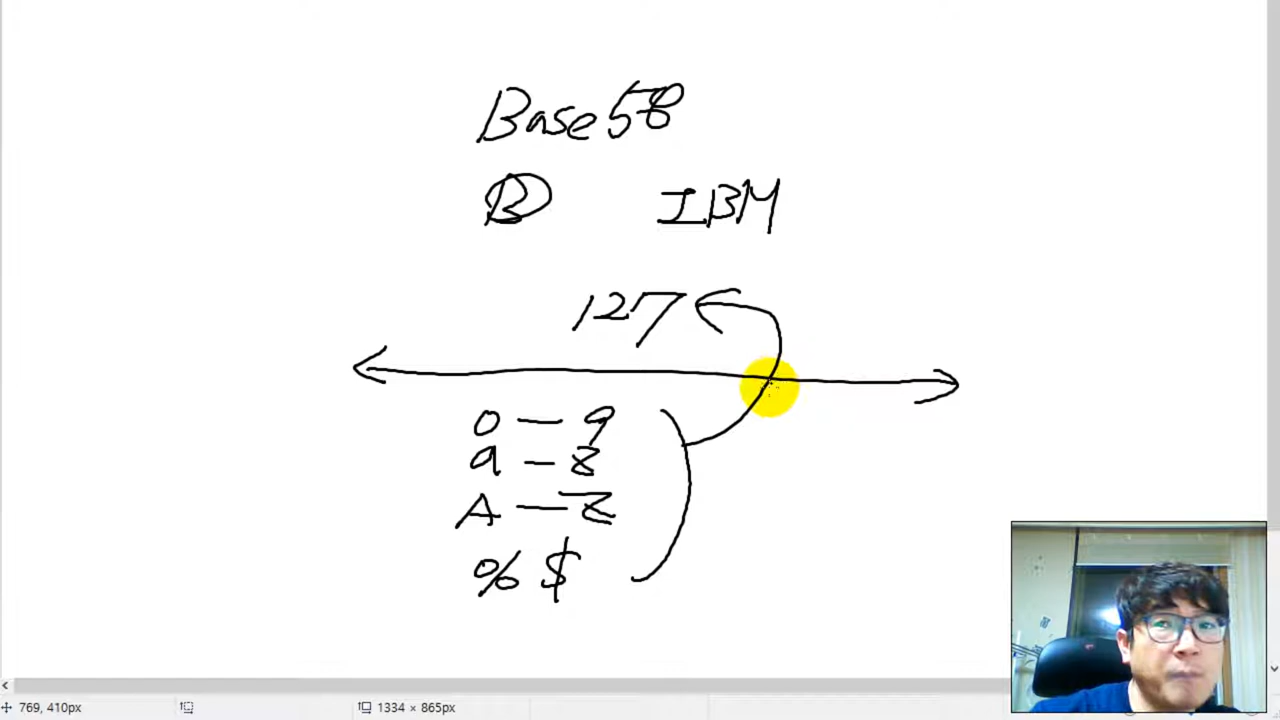 Base58
B IBM
127
0 — 9
a — z
A — Z
% $
769, 410px 1334 × 865px